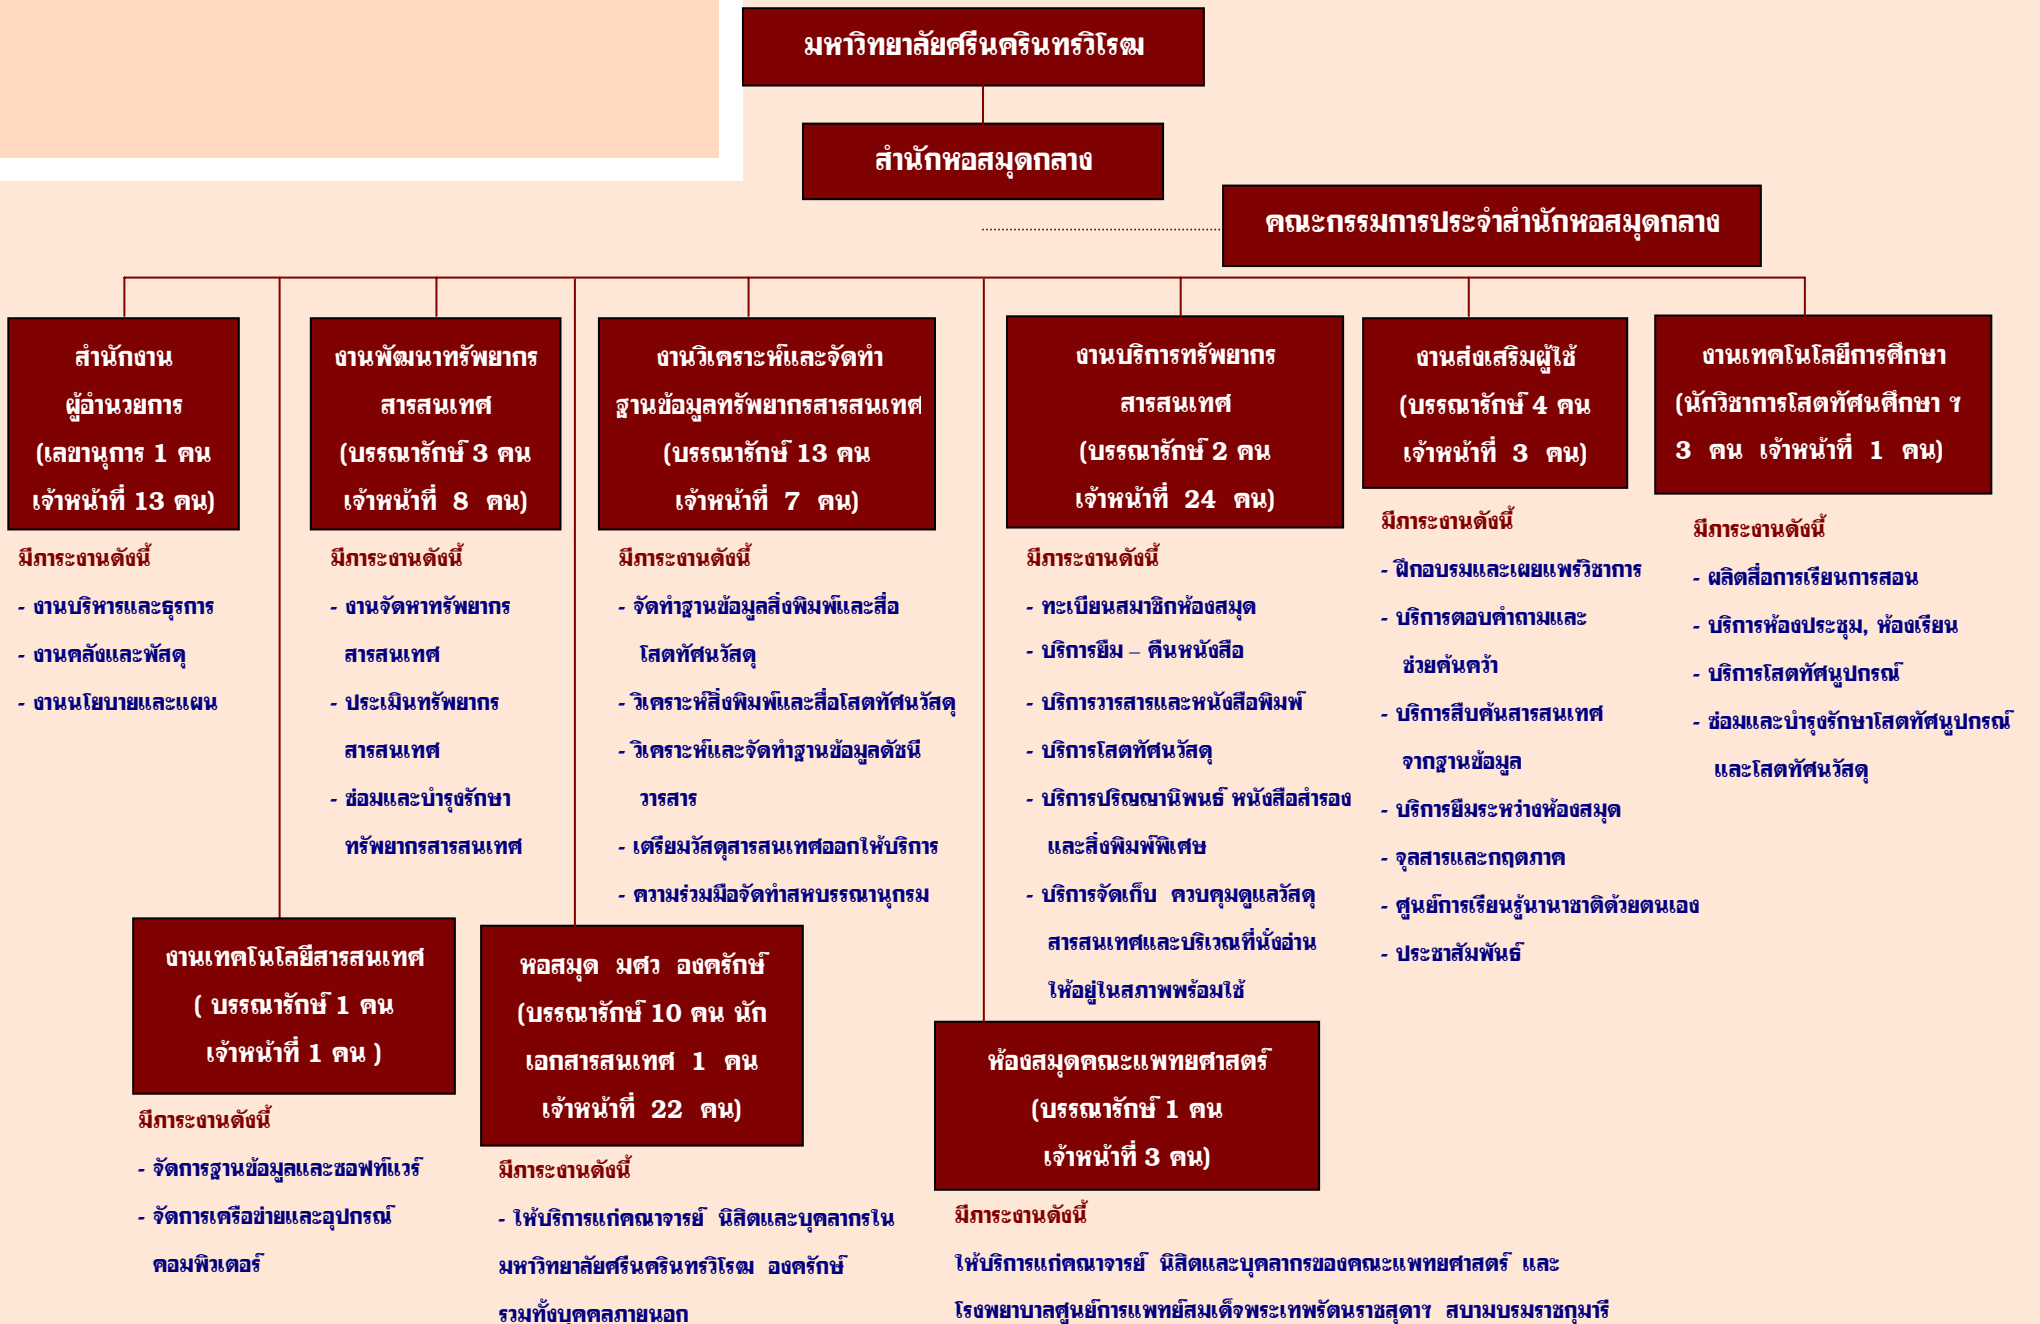 มหาวิทยาลัยศรีนครินทรวิโรฒ
สำนักหอสมุดกลาง
คณะกรรมการประจำสำนักหอสมุดกลาง
สำนักงาน
ผู้อำนวยการ
(เลขานุการ 1 คน
เจ้าหน้าที่ 13 คน)
มีภาระงานดังนี้
- งานบริหารและธุรการ
- งานคลังและพัสดุ
- งานนโยบายและแผน
งานพัฒนาทรัพยากร
สารสนเทศ
(บรรณารักษ์ 3 คน
เจ้าหน้าที่ 8 คน)
มีภาระงานดังนี้
- งานจัดหาทรัพยากร
สารสนเทศ
- ประเมินทรัพยากร
สารสนเทศ
- ซ่อมและบำรุงรักษา
ทรัพยากรสารสนเทศ
งานวิเคราะห์และจัดทำ
ฐานข้อมูลทรัพยากรสารสนเทศ
(บรรณารักษ์ 13 คน
เจ้าหน้าที่ 7 คน)
มีภาระงานดังนี้
- จัดทำฐานข้อมูลสิ่งพิมพ์และสื่อ
โสตทัศนวัสดุ
- วิเคราะห์สิ่งพิมพ์และสื่อโสตทัศนวัสดุ
- วิเคราะห์และจัดทำฐานข้อมูลดัชนี
วารสาร
- เตรียมวัสดุสารสนเทศออกให้บริการ
- ความร่วมมือจัดทำสหบรรณานุกรม
งานบริการทรัพยากร
สารสนเทศ
(บรรณารักษ์ 2 คน
เจ้าหน้าที่ 24 คน)
มีภาระงานดังนี้
- ทะเบียนสมาชิกห้องสมุด
- บริการยืม – คืนหนังสือ
- บริการวารสารและหนังสือพิมพ์
- บริการโสตทัศนวัสดุ
- บริการปริญญานิพนธ์ หนังสือสำรอง
และสิ่งพิมพ์พิเศษ
- บริการจัดเก็บ ควบคุมดูแลวัสดุ
สารสนเทศและบริเวณที่นั่งอ่าน
ให้อยู่ในสภาพพร้อมใช้
งานส่งเสริมผู้ใช้
(บรรณารักษ์ 4 คน
เจ้าหน้าที่ 3 คน)
มีภาระงานดังนี้
- ฝึกอบรมและเผยแพร่วิชาการ
- บริการตอบคำถามและ
ช่วยค้นคว้า
- บริการสืบค้นสารสนเทศ
จากฐานข้อมูล
- บริการยืมระหว่างห้องสมุด
- จุลสารและกฤตภาค
- ศูนย์การเรียนรู้นานาชาติด้วยตนเอง
- ประชาสัมพันธ์
งานเทคโนโลยีการศึกษา
(นักวิชาการโสตทัศนศึกษา ฯ
3 คน เจ้าหน้าที่ 1 คน)
มีภาระงานดังนี้
- ผลิตสื่อการเรียนการสอน
- บริการห้องประชุม, ห้องเรียน
- บริการโสตทัศนูปกรณ์
- ซ่อมและบำรุงรักษาโสตทัศนูปกรณ์
และโสตทัศนวัสดุ
งานเทคโนโลยีสารสนเทศ
( บรรณารักษ์ 1 คน
เจ้าหน้าที่ 1 คน )
มีภาระงานดังนี้
- จัดการฐานข้อมูลและซอฟท์แวร์
- จัดการเครือข่ายและอุปกรณ์
คอมพิวเตอร์
หอสมุด มศว องครักษ์
(บรรณารักษ์ 10 คน นัก
เอกสารสนเทศ 1 คน
เจ้าหน้าที่ 22 คน)
มีภาระงานดังนี้
- ให้บริการแก่คณาจารย์ นิสิตและบุคลากรใน
มหาวิทยาลัยศรีนครินทรวิโรฒ องครักษ์
รวมทั้งบุคคลภายนอก
ห้องสมุดคณะแพทยศาสตร์
(บรรณารักษ์ 1 คน
เจ้าหน้าที่ 3 คน)
มีภาระงานดังนี้
ให้บริการแก่คณาจารย์ นิสิตและบุคลากรของคณะแพทยศาสตร์ และ
โรงพยาบาลศูนย์การแพทย์สมเด็จพระเทพรัตนราชสุดาฯ สบามบรมราชกุมารี